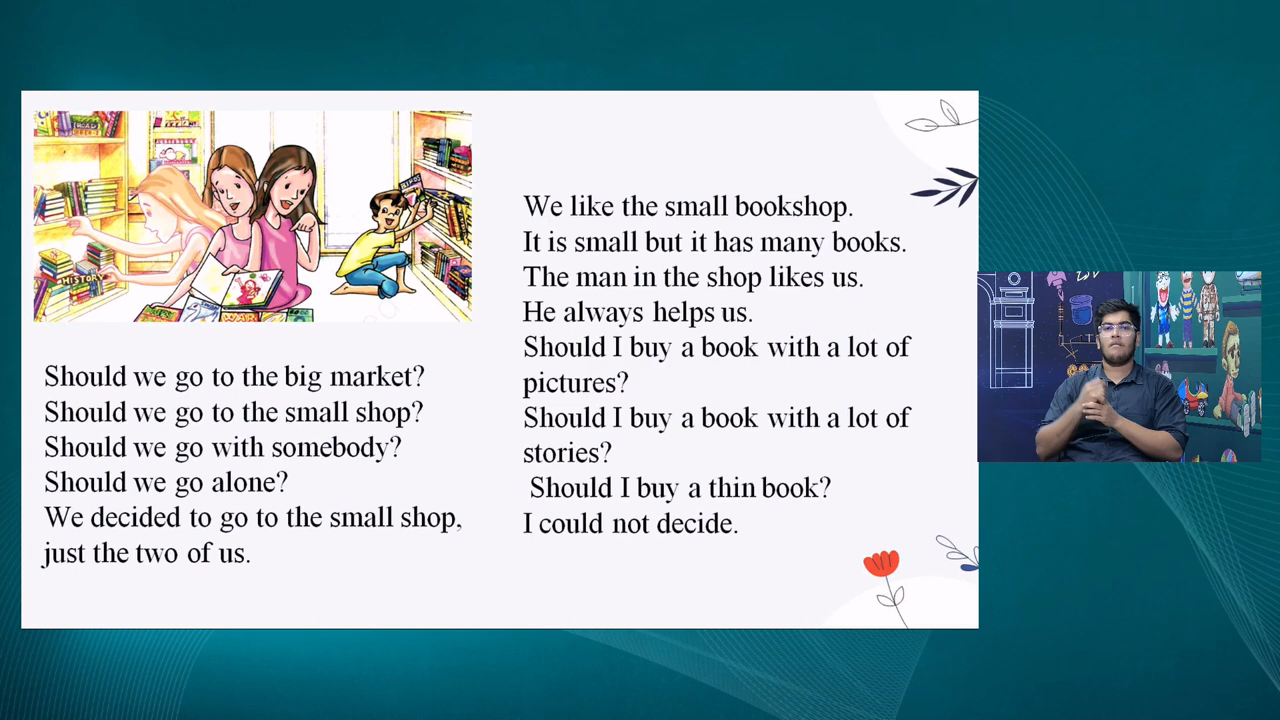 HISTOR
Should we go to the big market?
Should we go to the small shop?
Should we go with somebody?
Should we go alone?
We decided to go to the small shop,
just the two of us.
We like the small bookshop.
It is small but it has many books.
The man in the shop likes us.
He always helps us.
Should I buy a book with a lot of
pictures?
Should I buy a book with a lot of
stories?
Should I buy a thin book?
I could not decide.